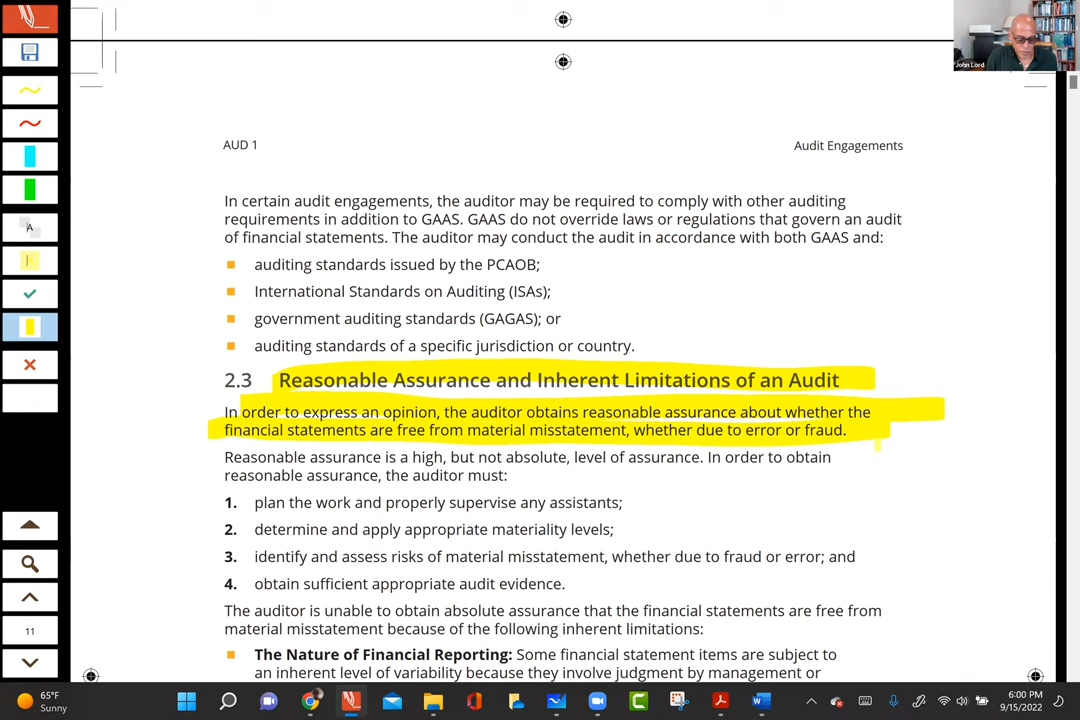 John Lord
AUD 1
Audit Engagements
In certain audit engagements, the auditor may be required to comply with other auditing
requirements in addition to GAAS. GAAS do not override laws or regulations that govern an audit
of financial statements. The auditor may conduct the audit in accordance with both GAAS and:
auditing standards issued by the PCAOB;
International Standards on Auditing (ISAs);
government auditing standards (GAGAS); or
auditing standards of a specific jurisdiction or country.
2.3 Reasonable Assurance and Inherent Limitations of an Audit
In order to express an opinion, the auditor obtains reasonable assurance about whether the
financial statements are free from material misstatement, whether due to error or fraud.
Reasonable assurance is a high, but not absolute, level of assurance. In order to obtain
reasonable assurance, the auditor must:
1. plan the work and properly supervise any assistants;
2. determine and apply appropriate materiality levels;
3. identify and assess risks of material misstatement, whether due to fraud or error; and
4. obtain sufficient appropriate audit evidence.
The auditor is unable to obtain absolute assurance that the financial statements are free from
material misstatement because of the following inherent limitations:
The Nature of Financial Reporting: Some financial statement items are subject to
an inherent level of variability because they involve judgment by management or
A
11
65°F
Sunny
6:00 PM
9/15/2022